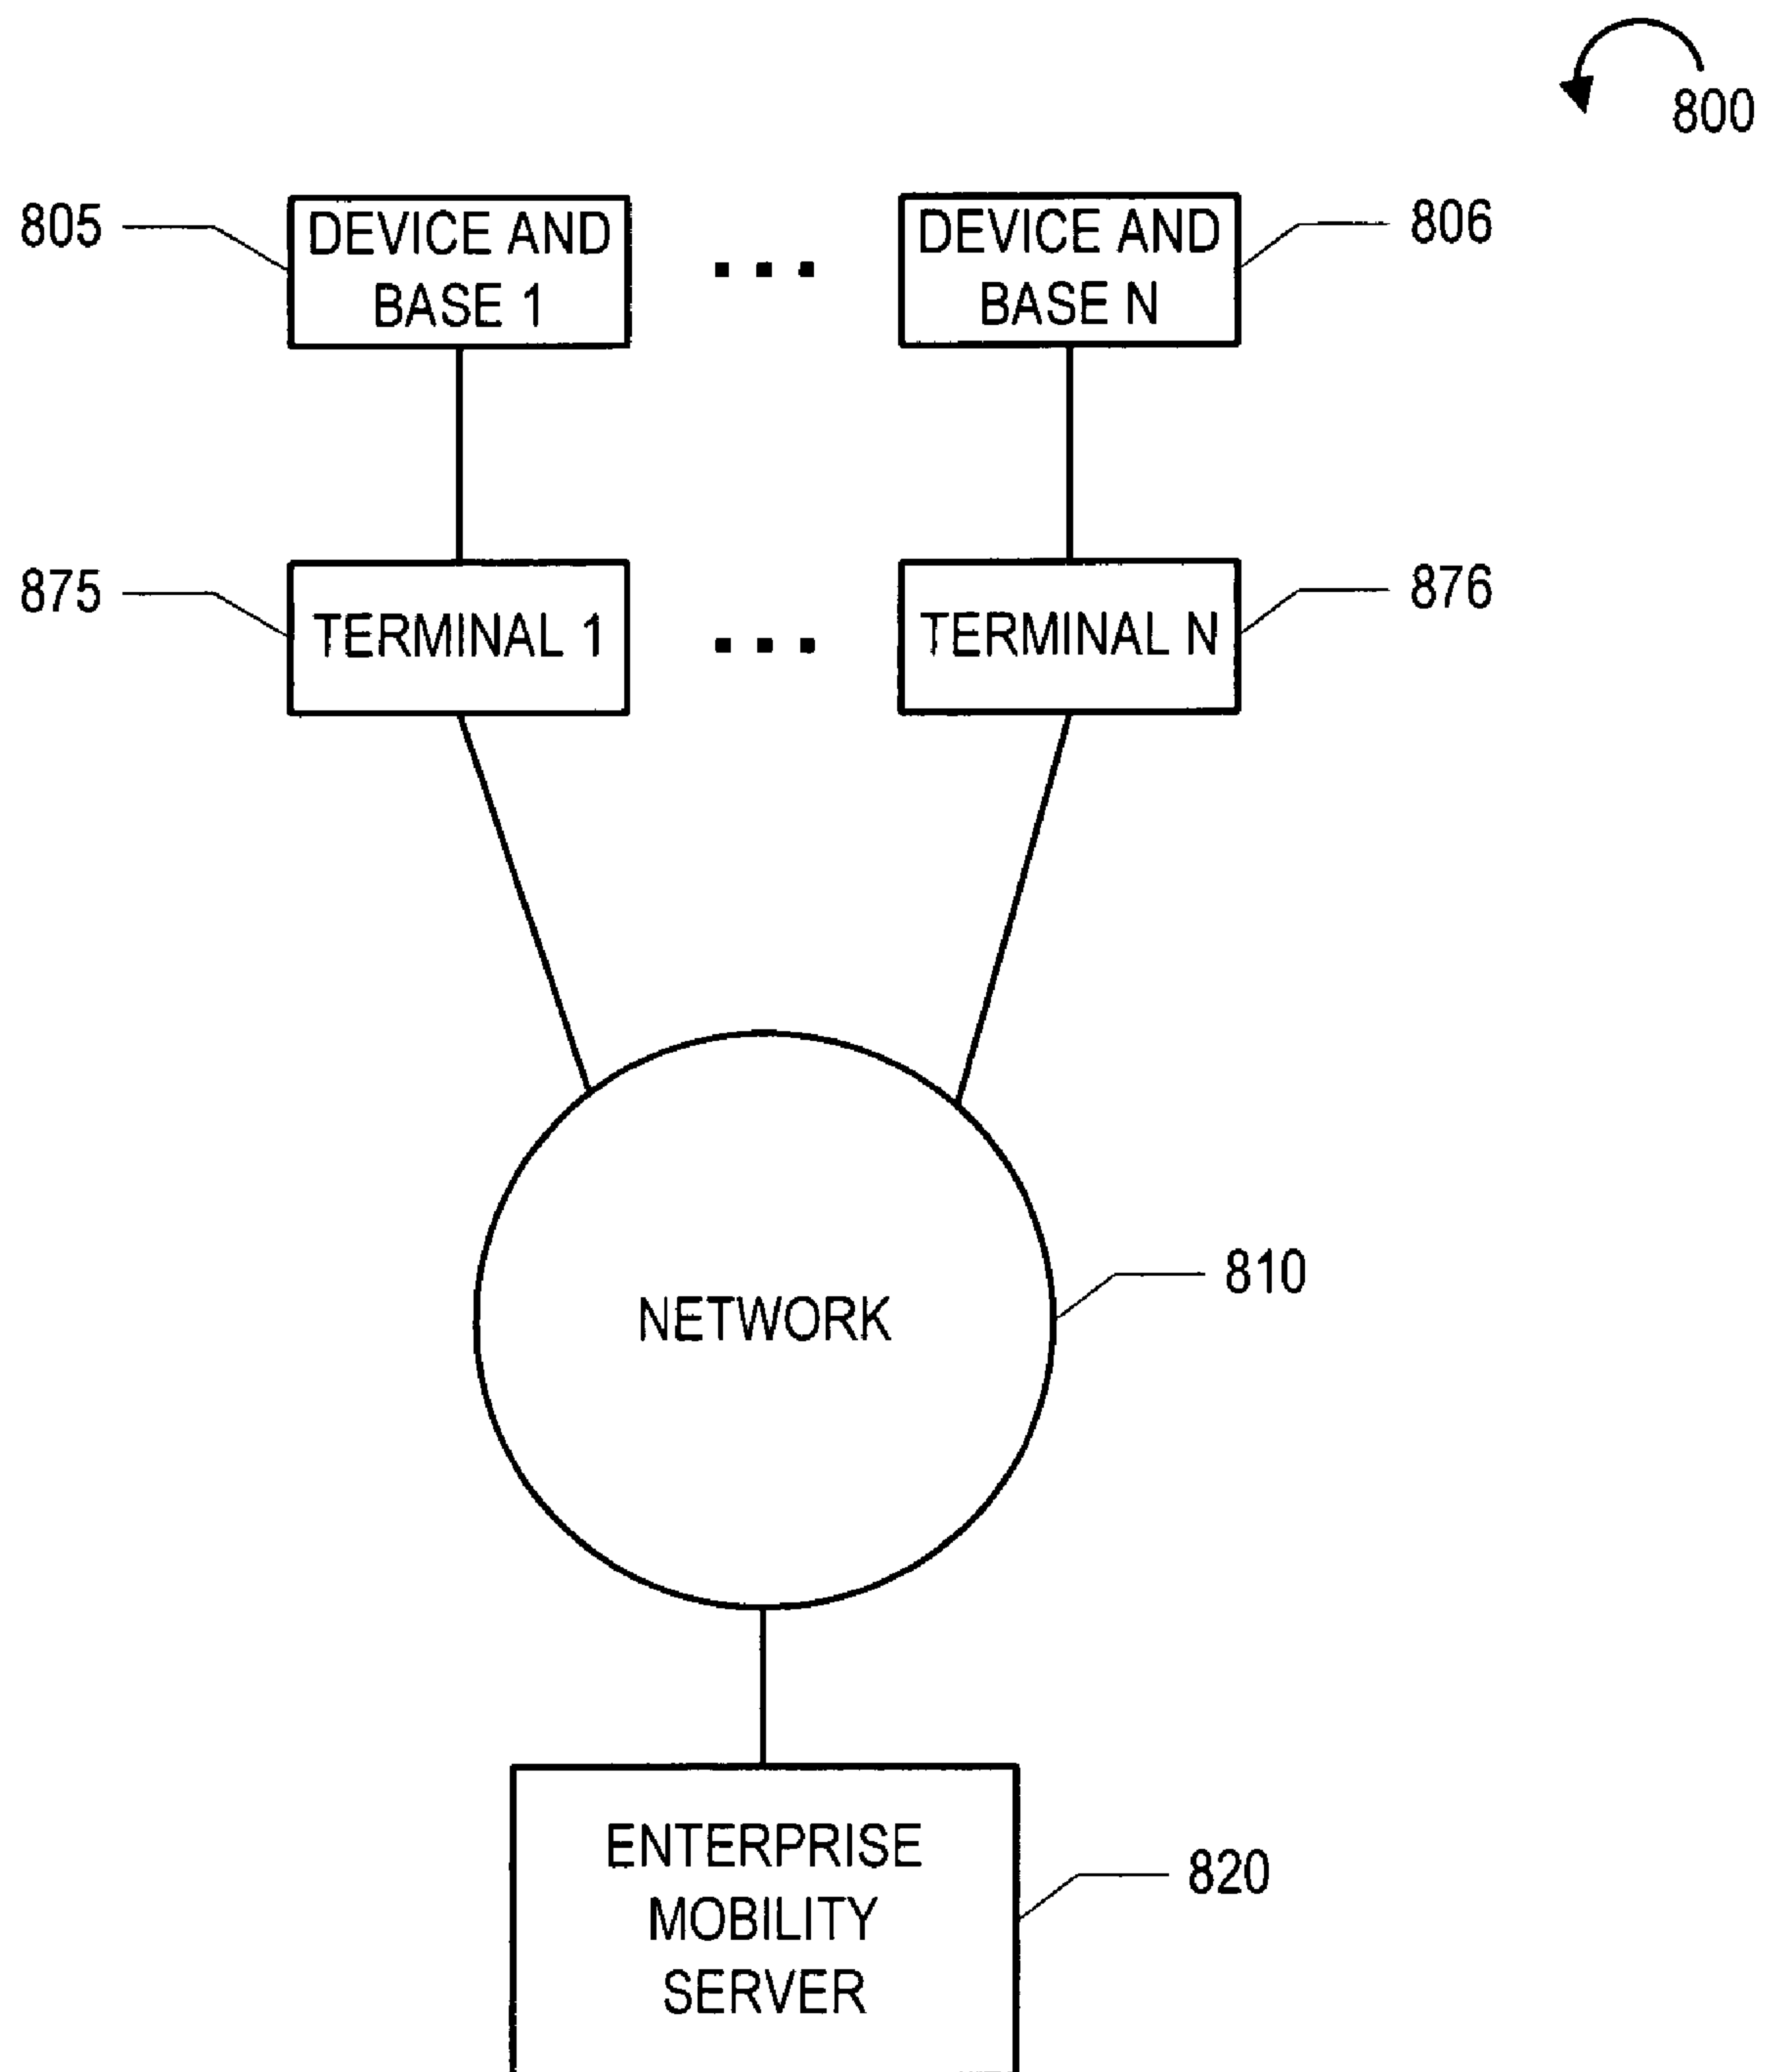 800
805
DEVICE AND
BASE 1
...
DEVICE AND
BASE N
806
875
TERMINAL 1
...
TERMINAL N
876
NETWORK
810
ENTERPRISE
MOBILITY
SERVER
820